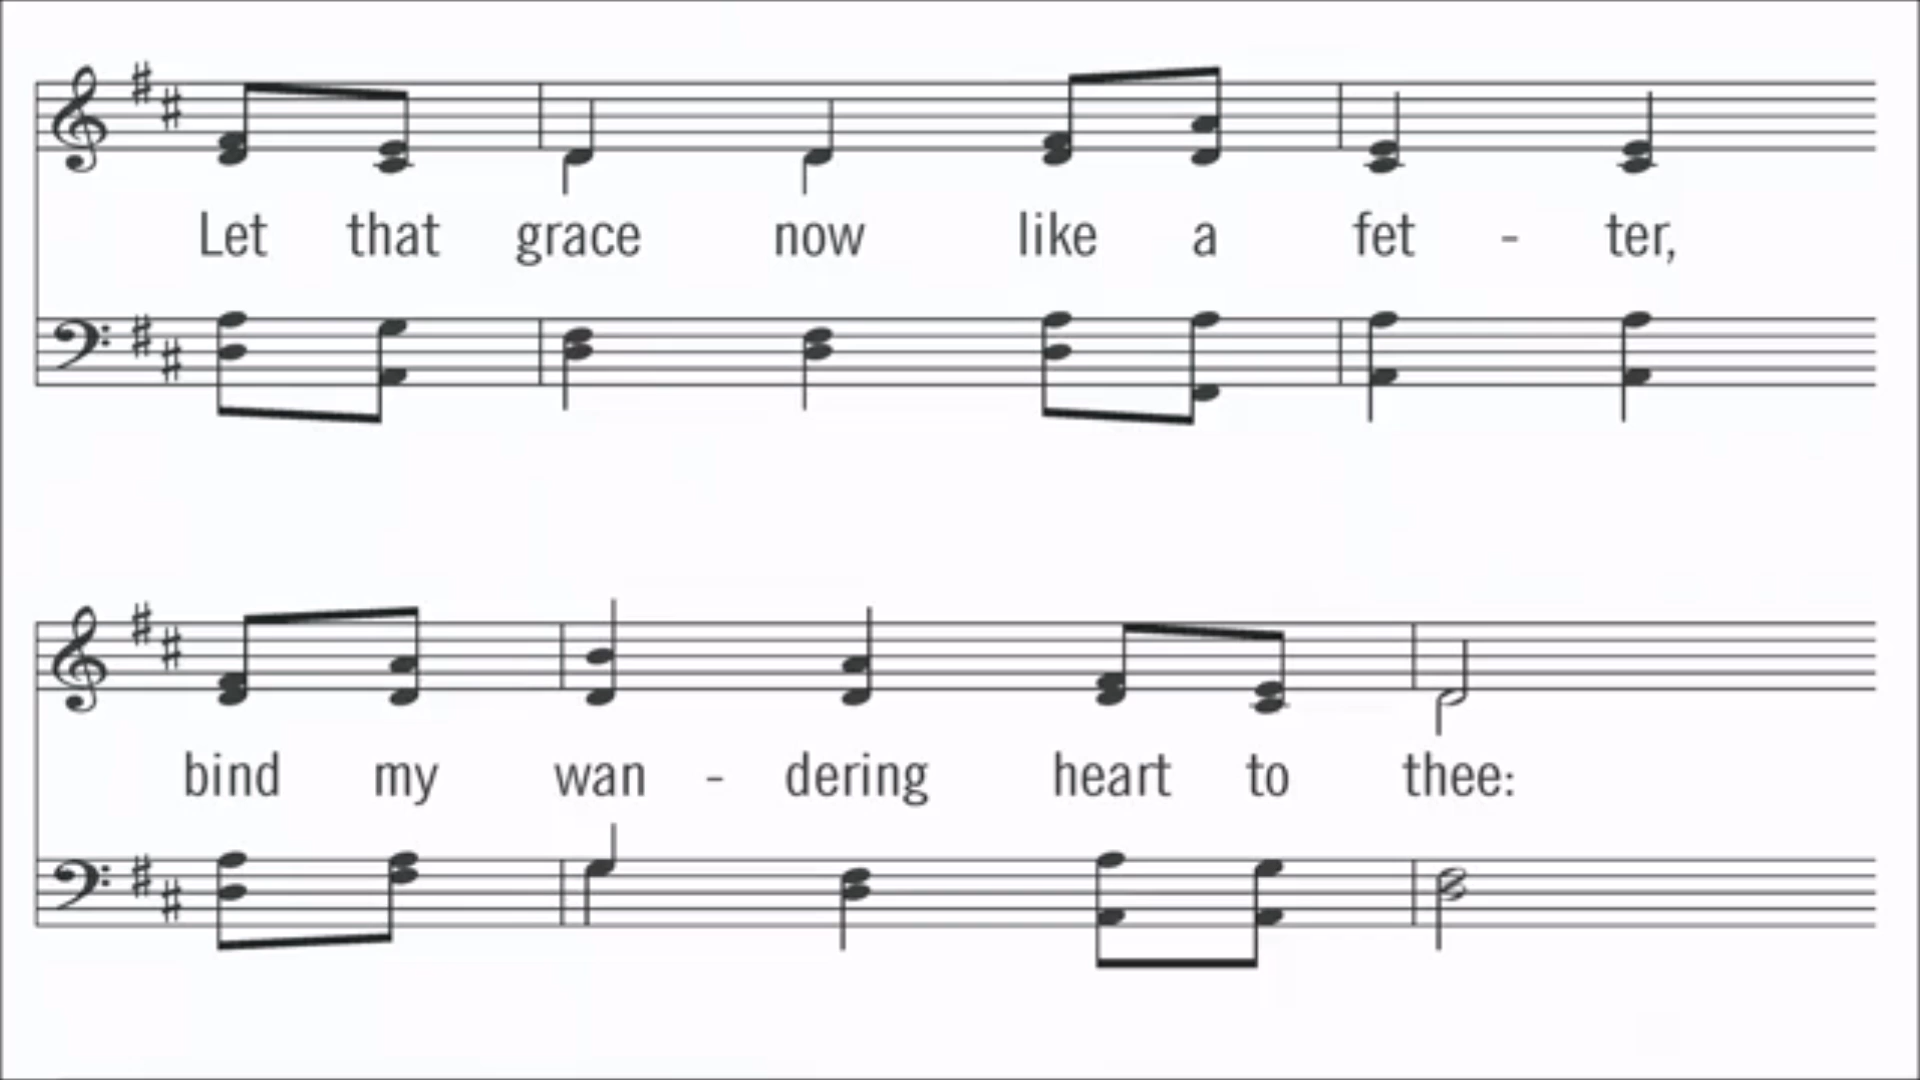 Let that grace now like a fet - ter,
bind my wan - dering heart to thee: